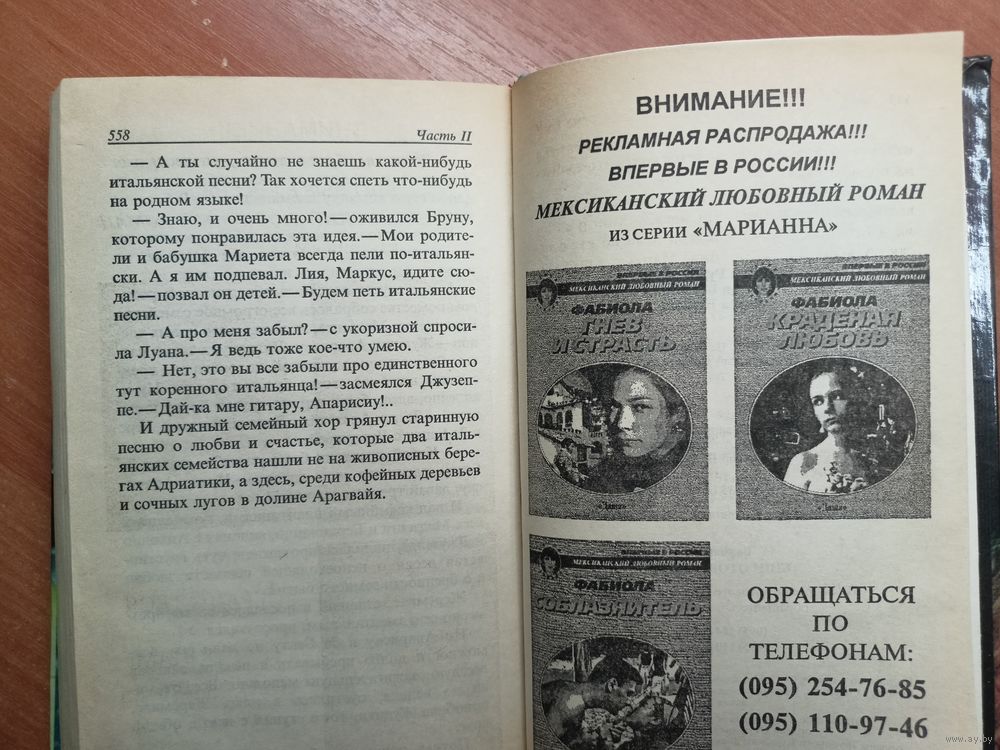 558
Часть II
— А ты случайно не знаешь какой-нибудь
итальянской песни? Так хочется спеть что-нибудь
на родном языке!
— Знаю, и очень много! — оживился Бруну,
которому понравилась эта идея. — Мои родите-
ли и бабушка Мариета всегда пели по-итальян-
ски. А я им подпевал. Лия, Маркус, идите сю-
да! — позвал он детей. — Будем петь итальянские
песни.
— А про меня забыл? — с укоризной спроси-
ла Луана. — Я ведь тоже кое-что умею.
— Нет, это вы все забыли про единственного
тут коренного итальянца! — засмеялся Джузеп-
пе. — Дай-ка мне гитару, Апарисиу!..
И дружный семейный хор грянул старинную
песню о любви и счастье, которые два италь-
янских семейства нашли не на живописных бере-
гах Адриатики, а здесь, среди кофейных деревьев
и сочных лугов в долине Арагвайя.
ВНИМАНИЕ!!!
РЕКЛАМНАЯ РАСПРОДАЖА!!!
ВПЕРВЫЕ В РОССИИ!!!
МЕКСИКАНСКИЙ ЛЮБОВНЫЙ РОМАН
ИЗ СЕРИИ «МАРИАННА»
ВПЕРВЫЕ В РОССИИ
МЕКСИКАНСКИЙ ЛЮБОВНЫЙ РОМАН
ФАБИОЛА
ГНЕВ
И СТРАСТЬ
ВПЕРВЫЕ В РОССИИ
МЕКСИКАНСКИЙ ЛЮБОВНЫЙ РОМАН
ФАБИОЛА
КРАДЕНАЯ
ЛЮБОВЬ
ВПЕРВЫЕ В РОССИИ
МЕКСИКАНСКИЙ ЛЮБОВНЫЙ РОМАН
ФАБИОЛА
СОБЛАЗНИТЕЛЬ
ОБРАЩАТЬСЯ
ПО
ТЕЛЕФОНАМ:
(095) 254-76-85
(095) 110-97-46
www.ay.by